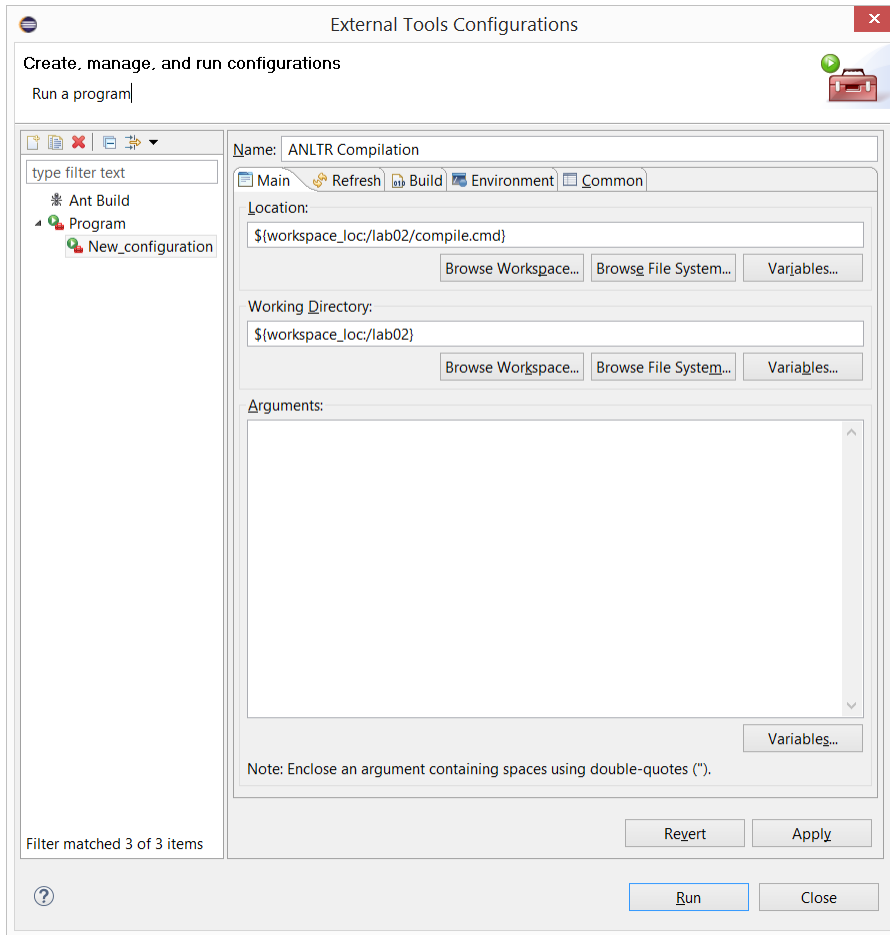 External Tools Configurations
Create, manage, and run configurations
Run a program
type filter text
Ant Build
Program
New_configuration
Filter matched 3 of 3 items
Name: ANLTR Compilation
Main Refresh Build Environment Common
Location:
${workspace_loc:/lab02/compile.cmd}
Browse Workspace... Browse File System... Variables...
Working Directory:
${workspace_loc:/lab02}
Browse Workspace... Browse File System... Variables...
Arguments:
Variables...
Note: Enclose an argument containing spaces using double-quotes (").
Revert Apply
Run Close